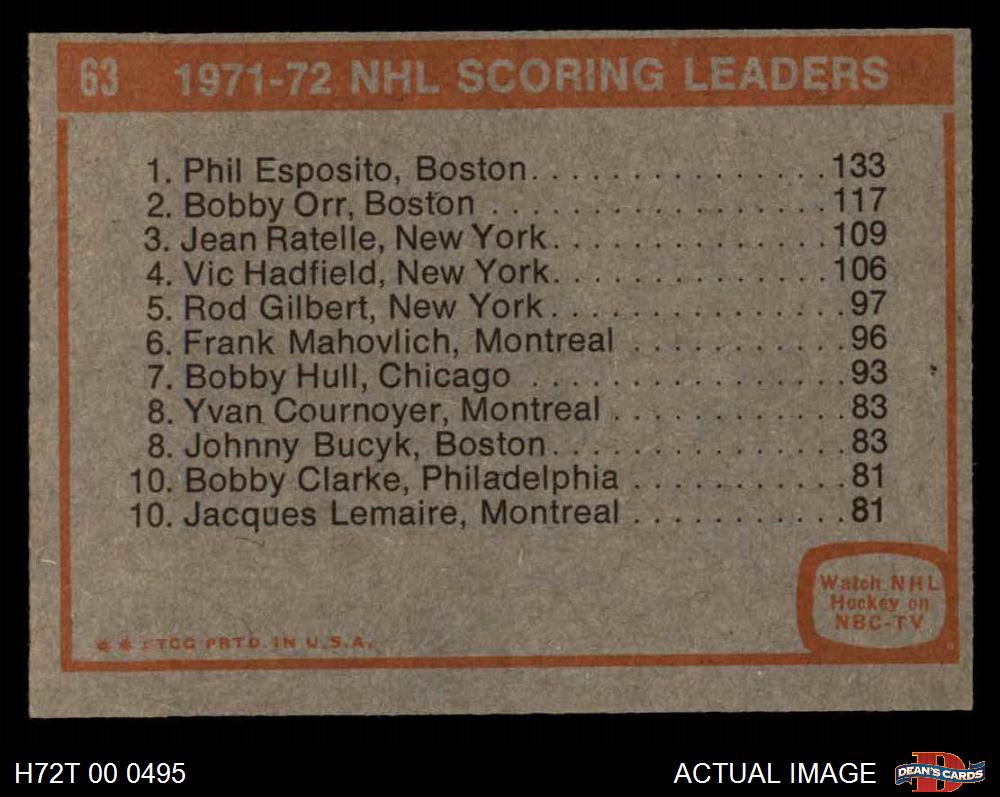 63 1971-72 NHL SCORING LEADERS
1. Phil Esposito, Boston. . . . . . . . . . . . . . . . . 133
2. Bobby Orr, Boston . . . . . . . . . . . . . . . . . . . 117
3. Jean Ratelle, New York. . . . . . . . . . . . . . . . 109
4. Vic Hadfield, New York. . . . . . . . . . . . . . . . 106
5. Rod Gilbert, New York. . . . . . . . . . . . . . . . . 97
6. Frank Mahovlich, Montreal . . . . . . . . . . . . . 96
7. Bobby Hull, Chicago . . . . . . . . . . . . . . . . . . 93
8. Yvan Cournoyer, Montreal . . . . . . . . . . . . . 83
8. Johnny Bucyk, Boston. . . . . . . . . . . . . . . . . 83
10. Bobby Clarke, Philadelphia . . . . . . . . . . . . 81
10. Jacques Lemaire, Montreal . . . . . . . . . . . . 81
Watch NHL
Hockey on
NBC-TV
** TCG PRTD. IN U.S.A.
H72T 00 0495
ACTUAL IMAGE
DEAN'S CARDS